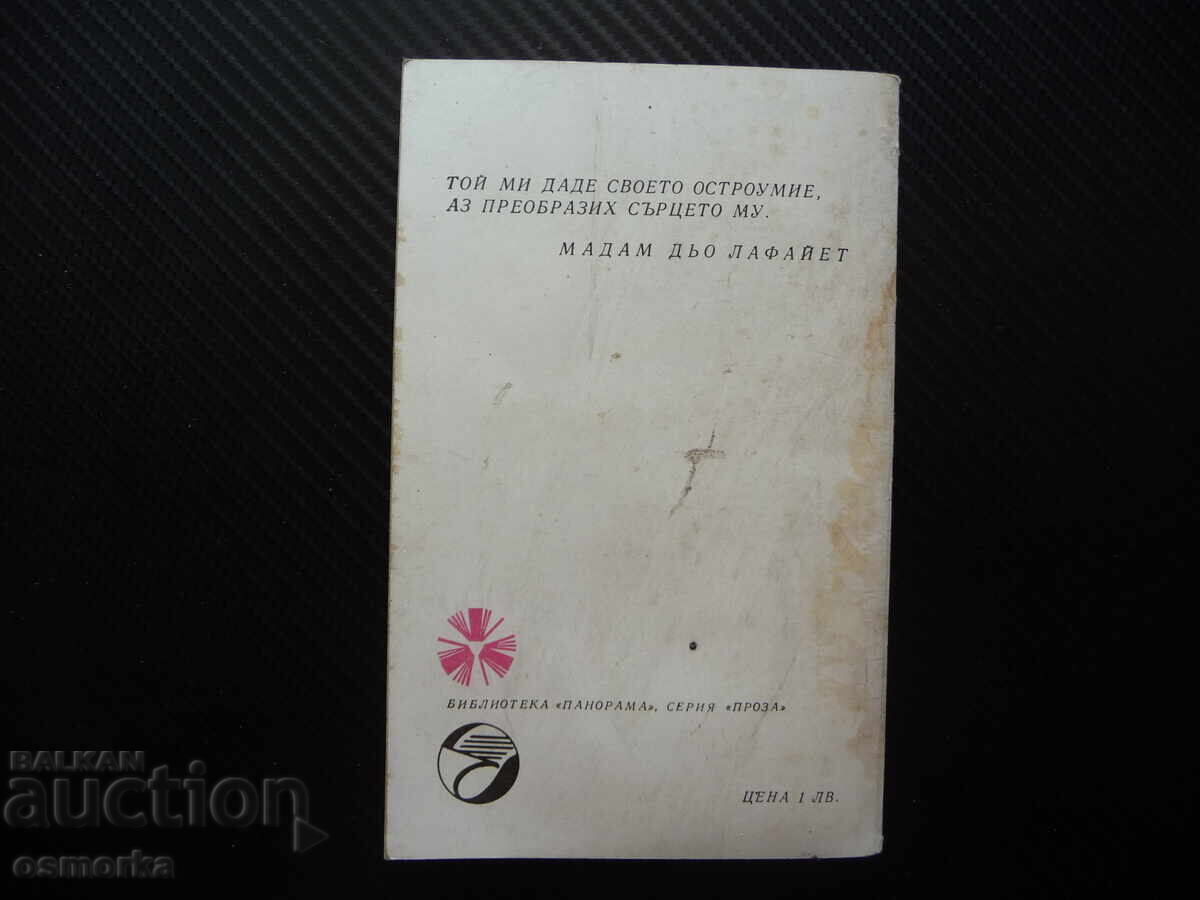 ТОЙ МИ ДАДЕ СВОЕТО ОСТРОУМИЕ,
АЗ ПРЕОБРАЗИХ СЪРЦЕТО МУ.
МАДАМ ДЬО ЛАФАЙЕТ
БИБЛИОТЕКА «ПАНОРАМА», СЕРИЯ «ПРОЗА»
ЦЕНА 1 ЛВ.
BALKAN
auction
osmorka